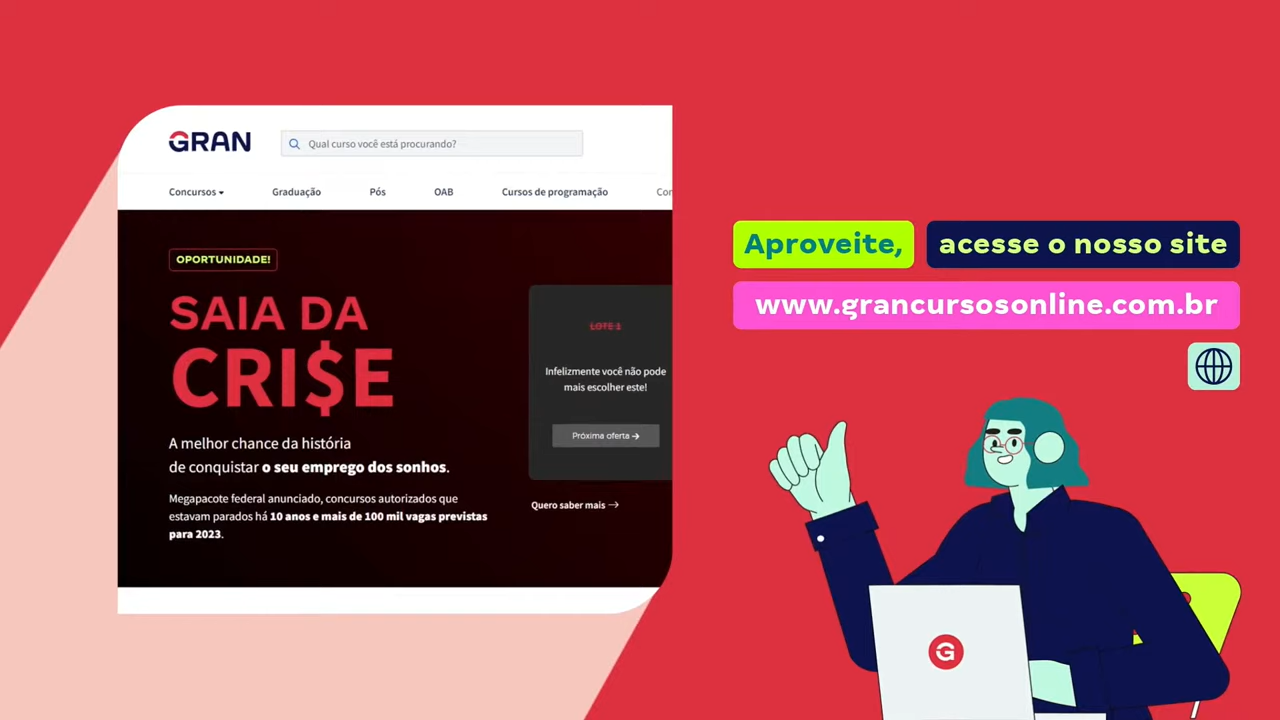 GRAN
Qual curso você está procurando?
Concursos
Graduação
Pós
OAB
Cursos de programação
OPORTUNIDADE!
SAIA DA
CRI$E
A melhor chance da história
de conquistar o seu emprego dos sonhos.
Megapacote federal anunciado, concursos autorizados que
estavam parados há 10 anos e mais de 100 mil vagas previstas
para 2023.
LOTE 1
Infelizmente você não pode
mais escolher este!
Próxima oferta →
Quero saber mais →
Aproveite, acesse o nosso site
www.grancursosonline.com.br
G